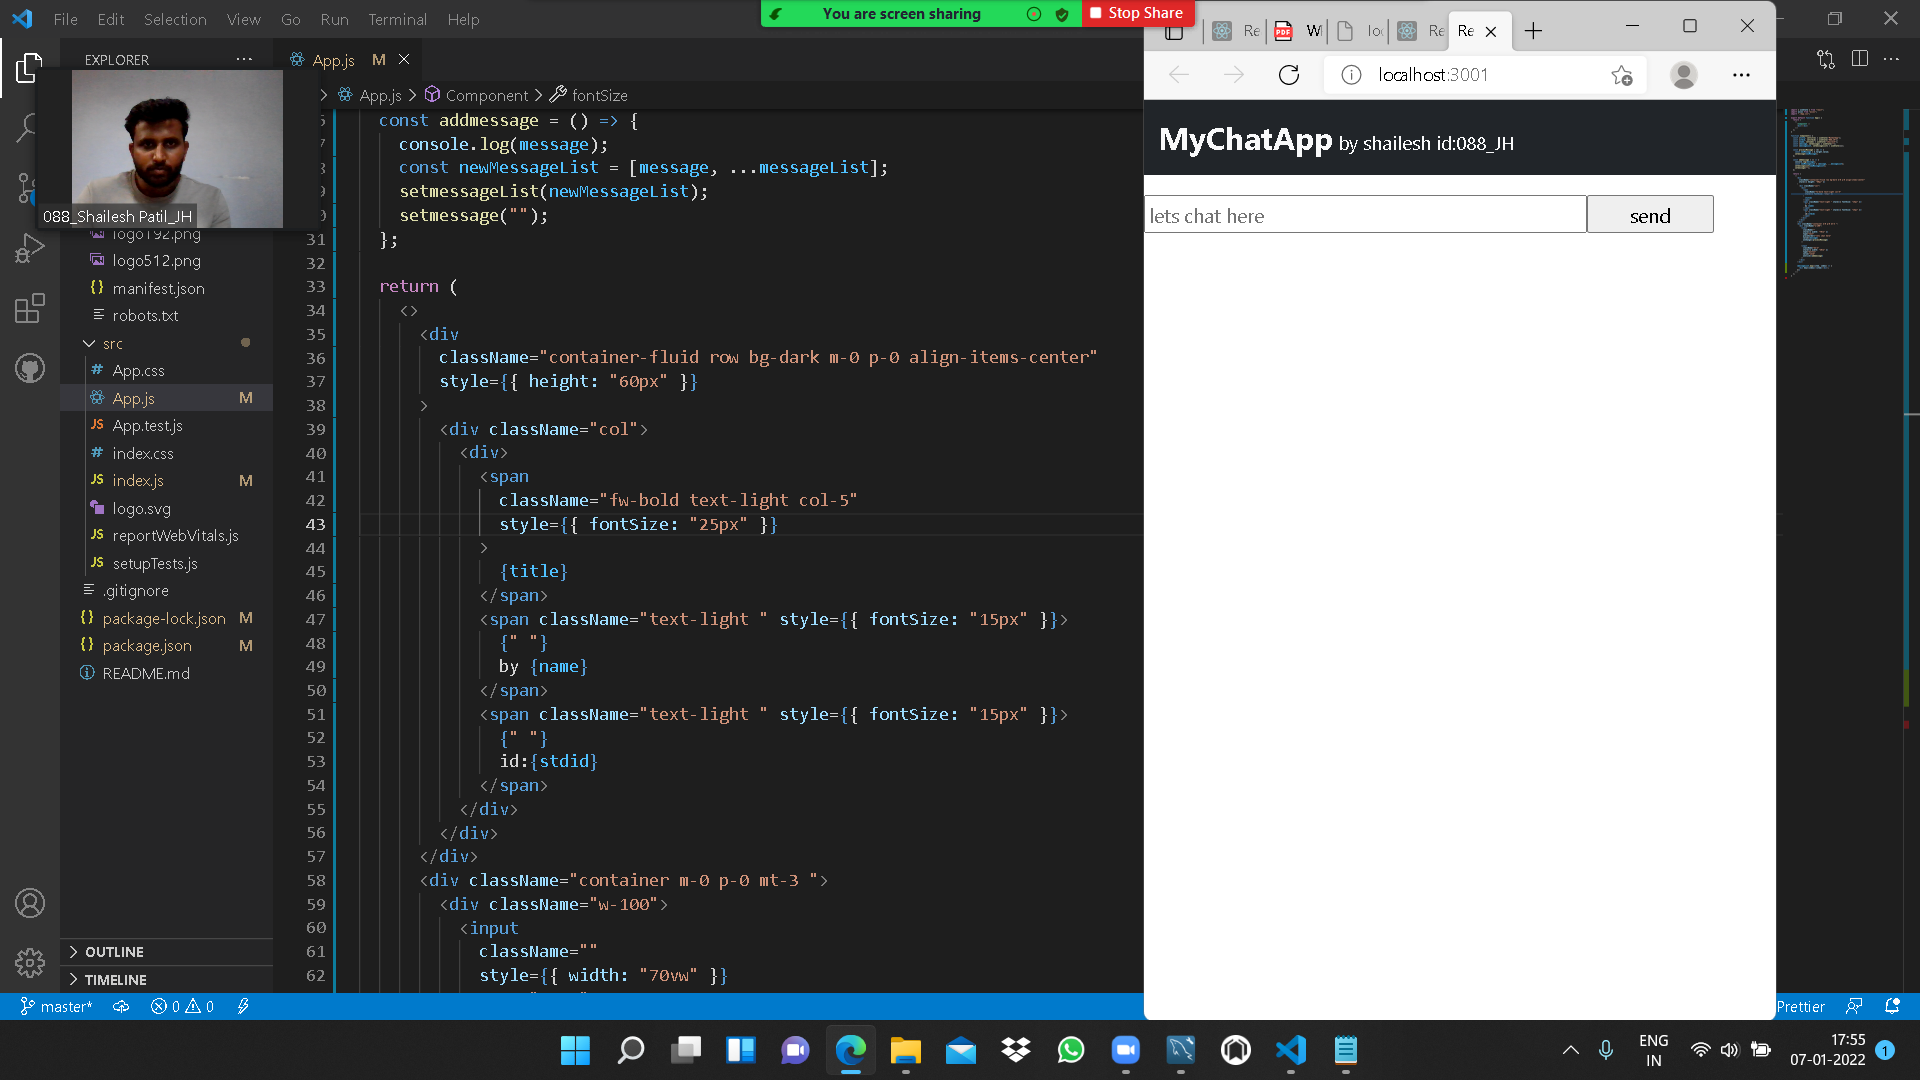 File Edit Selection View Go Run Terminal Help
You are screen sharing
Stop Share
EXPLORER
App.js M
App.js > Component > fontSize
088_Shailesh Patil_JH
logo192.png
logo512.png
manifest.json
robots.txt
src
App.css
App.js M
App.test.js
index.css
index.js M
logo.svg
reportWebVitals.js
setupTests.js
.gitignore
package-lock.json M
package.json M
README.md
OUTLINE
TIMELINE
const addmessage = () => {
console.log(message);
const newMessageList = [message, ...messageList];
setmessageList(newMessageList);
setmessage("");
31 };
32
33 return (
34 <>
35 <div
36 className="container-fluid row bg-dark m-0 p-0 align-items-center"
37 style={{ height: "60px" }}
38 >
39 <div className="col">
40 <div>
41 <span
42 className="fw-bold text-light col-5"
43 style={{ fontSize: "25px" }}
44 >
45 {title}
46 </span>
47 <span className="text-light " style={{ fontSize: "15px" }}>
48 {" "}
49 by {name}
50 </span>
51 <span className="text-light " style={{ fontSize: "15px" }}>
52 {" "}
53 id:{stdid}
54 </span>
55 </div>
56 </div>
57 </div>
58 <div className="container m-0 p-0 mt-3 ">
59 <div className="w-100">
60 <input
61 className=""
62 style={{ width: "70vw" }}
Re
PDF
Re
Re
localhost:3001
MyChatApp by shailesh id:088_JH
lets chat here
send
master* 0 0
Prettier
ENG
IN
17:55
07-01-2022
1